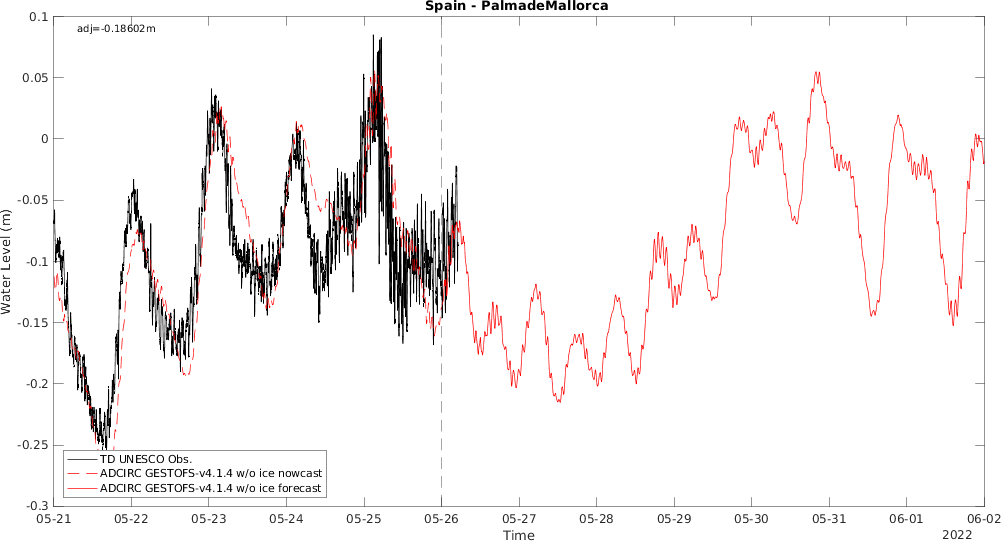 Spain - PalmadeMallorca
adj=-0.18602m
0.1
0.05
0
-0.05
-0.1
-0.15
-0.2
-0.25
-0.3
Water Level (m)
TD UNESCO Obs.
ADCIRC GESTOFS-v4.1.4 w/o ice nowcast
ADCIRC GESTOFS-v4.1.4 w/o ice forecast
05-21 05-22 05-23 05-24 05-25 05-26 05-27 05-28 05-29 05-30 05-31 06-01 06-02
Time
2022